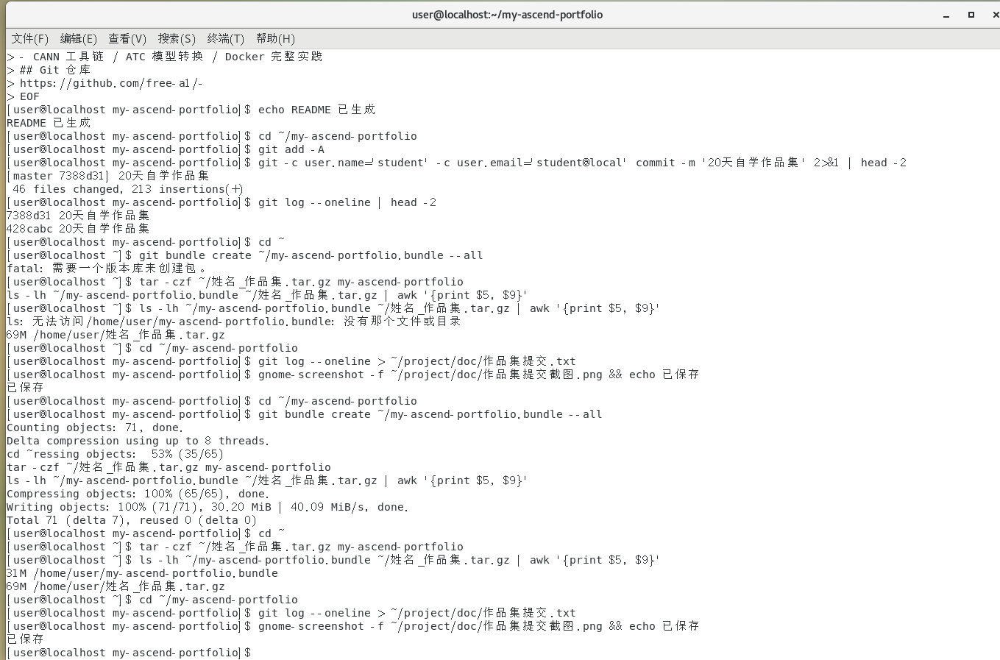 user@localhost:~/my-ascend-portfolio
文件(F) 编辑(E) 查看(V) 搜索(S) 终端(T) 帮助(H)
> - CANN 工具链 / ATC 模型转换 / Docker 完整实践
> ## Git 仓库
> https://github.com/free-a1/-
> EOF
[user@localhost my-ascend-portfolio]$ echo README 已生成
README 已生成
[user@localhost my-ascend-portfolio]$ cd ~/my-ascend-portfolio
[user@localhost my-ascend-portfolio]$ git add -A
[user@localhost my-ascend-portfolio]$ git -c user.name='student' -c user.email='student@local' commit -m '20天自学作品集' 2>&1 | head -2
[master 7388d31] 20天自学作品集
 46 files changed, 213 insertions(+)
[user@localhost my-ascend-portfolio]$ git log --oneline | head -2
7388d31 20天自学作品集
428cabc 20天自学作品集
[user@localhost my-ascend-portfolio]$ cd ~
[user@localhost ~]$ git bundle create ~/my-ascend-portfolio.bundle --all
fatal: 需要一个版本库来创建包。
[user@localhost ~]$ tar -czf ~/姓名_作品集.tar.gz my-ascend-portfolio
ls -lh ~/my-ascend-portfolio.bundle ~/姓名_作品集.tar.gz | awk '{print $5, $9}'
[user@localhost ~]$ ls -lh ~/my-ascend-portfolio.bundle ~/姓名_作品集.tar.gz | awk '{print $5, $9}'
ls: 无法访问/home/user/my-ascend-portfolio.bundle: 没有那个文件或目录
69M /home/user/姓名_作品集.tar.gz
[user@localhost ~]$ cd ~/my-ascend-portfolio
[user@localhost my-ascend-portfolio]$ git log --oneline > ~/project/doc/作品集提交.txt
[user@localhost my-ascend-portfolio]$ gnome-screenshot -f ~/project/doc/作品集提交截图.png && echo 已保存
已保存
[user@localhost my-ascend-portfolio]$ cd ~/my-ascend-portfolio
[user@localhost my-ascend-portfolio]$ git bundle create ~/my-ascend-portfolio.bundle --all
Counting objects: 71, done.
Delta compression using up to 8 threads.
cd ~ressing objects:  53% (35/65)
tar -czf ~/姓名_作品集.tar.gz my-ascend-portfolio
ls -lh ~/my-ascend-portfolio.bundle ~/姓名_作品集.tar.gz | awk '{print $5, $9}'
Compressing objects: 100% (65/65), done.
Writing objects: 100% (71/71), 30.20 MiB | 40.09 MiB/s, done.
Total 71 (delta 7), reused 0 (delta 0)
[user@localhost my-ascend-portfolio]$ cd ~
[user@localhost ~]$ tar -czf ~/姓名_作品集.tar.gz my-ascend-portfolio
[user@localhost ~]$ ls -lh ~/my-ascend-portfolio.bundle ~/姓名_作品集.tar.gz | awk '{print $5, $9}'
31M /home/user/my-ascend-portfolio.bundle
69M /home/user/姓名_作品集.tar.gz
[user@localhost ~]$ cd ~/my-ascend-portfolio
[user@localhost my-ascend-portfolio]$ git log --oneline > ~/project/doc/作品集提交.txt
[user@localhost my-ascend-portfolio]$ gnome-screenshot -f ~/project/doc/作品集提交截图.png && echo 已保存
已保存
[user@localhost my-ascend-portfolio]$